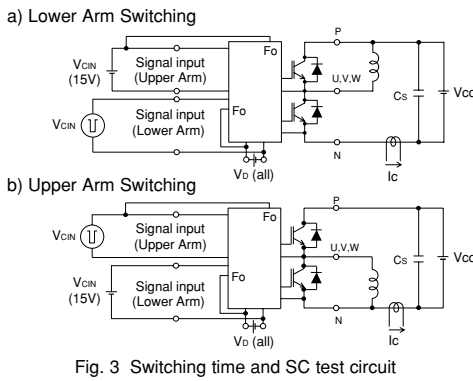 a) Lower Arm Switching
P
Fo
VCIN
(15V)
Signal input
(Upper Arm)
U,V,W
CS
VCC
VCIN
Signal input
(Lower Arm)
Fo
N
VD (all)
Ic
b) Upper Arm Switching
P
Fo
VCIN
Signal input
(Upper Arm)
U,V,W
CS
VCC
VCIN
(15V)
Signal input
(Lower Arm)
Fo
N
VD (all)
Ic
Fig. 3 Switching time and SC test circuit